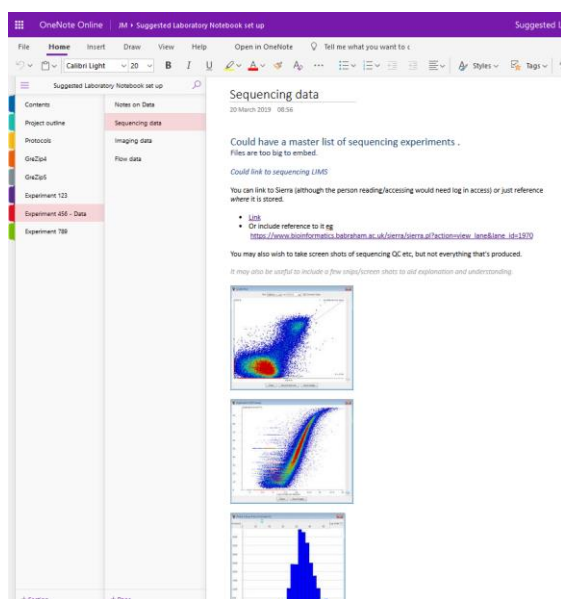 OneNote Online JM › Suggested Laboratory Notebook set up Suggested L
File Home Insert Draw View Help Open in OneNote Tell me what you want to c
Calibri Light 20 B I U A Styles Tags
Suggested Laboratory Notebook set up
Contents
Project outline
Protocols
GreZip4
GreZip5
Experiment 123
Experiment 456 - Data
Experiment 789
Notes on Data
Sequencing data
Imaging data
Flow data
Sequencing data
20 March 2019 08:56
Could have a master list of sequencing experiments .
Files are too big to embed.
Could link to sequencing LIMS
You can link to Sierra (although the person reading/accessing would need log in access) or just reference
where it is stored.
• Link
• Or include reference to it eg
https://www.bioinformatics.babraham.ac.uk/sierra/sierra.pl?action=view_lane&lane_id=1970
You may also wish to take screen shots of sequencing QC etc, but not everything that's produced.
It may also be useful to include a few snips/screen shots to aid explanation and understanding.